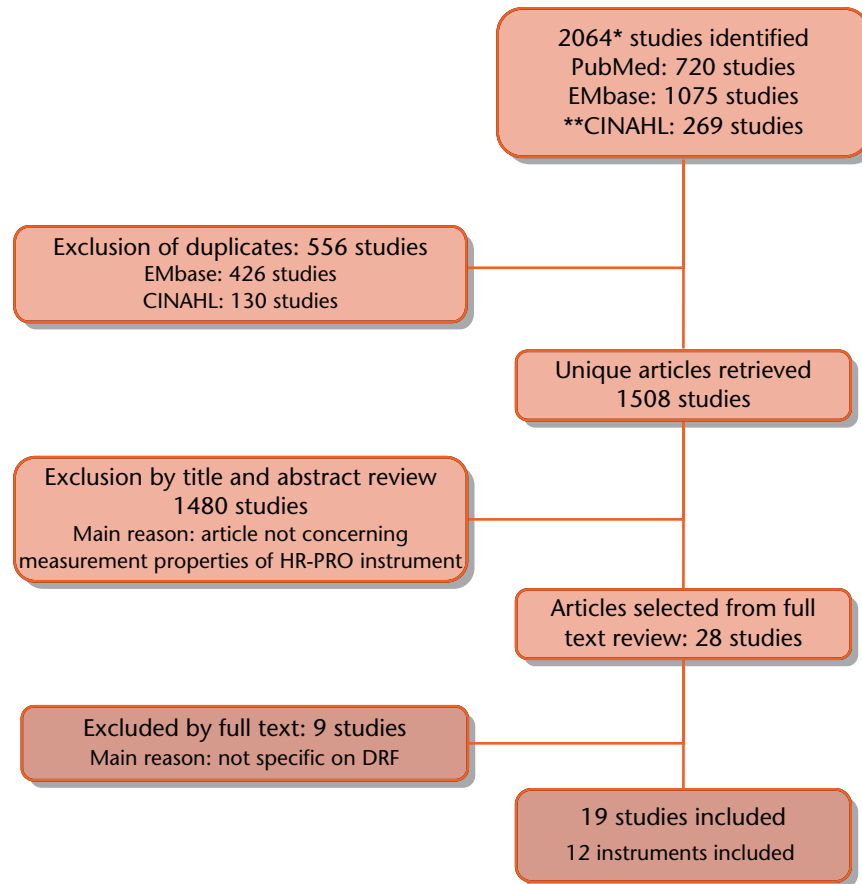 2064* studies identified
PubMed: 720 studies
EMbase: 1075 studies
**CINAHL: 269 studies
Exclusion of duplicates: 556 studies
EMbase: 426 studies
CINAHL: 130 studies
Unique articles retrieved
1508 studies
Exclusion by title and abstract review
1480 studies
Main reason: article not concerning
measurement properties of HR-PRO instrument
Articles selected from full
text review: 28 studies
Excluded by full text: 9 studies
Main reason: not specific on DRF
19 studies included
12 instruments included